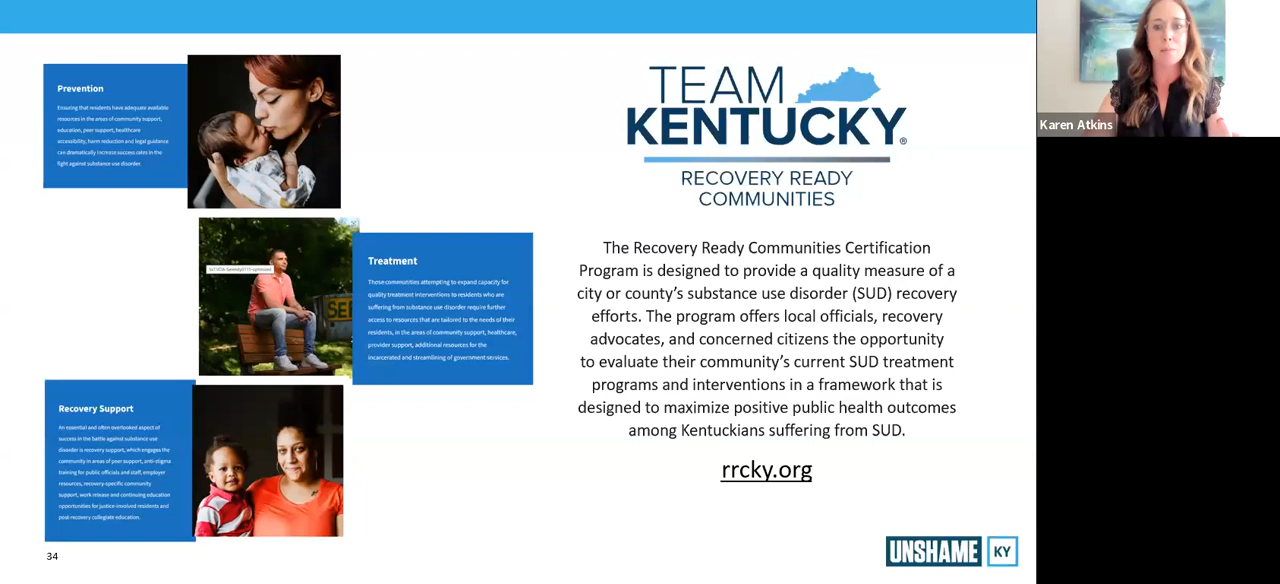 Prevention
Ensuring that residents have adequate available
resources in the areas of community support,
education, peer support, healthcare
accessibility, harm reduction and legal guidance
can dramatically increase success rates in the
fight against substance use disorder.
Treatment
Those communities attempting to expand capacity for
quality treatment interventions to residents who are
suffering from substance use disorder require further
access to resources that are tailored to the needs of their
residents, in the areas of community support, healthcare,
provider support, additional resources for the
incarcerated and streamlining of government services.
Recovery Support
An essential and often overlooked aspect of
success in the battle against substance use
disorder is recovery support, which engages the
community in areas of peer support, anti-stigma
training for public officials and staff, employer
resources, recovery-specific community
support, work release and continuing education
opportunities for justice-involved residents and
post-recovery collegiate education.
34
TEAM
KENTUCKY®
RECOVERY READY
COMMUNITIES
The Recovery Ready Communities Certification
Program is designed to provide a quality measure of a
city or county’s substance use disorder (SUD) recovery
efforts. The program offers local officials, recovery
advocates, and concerned citizens the opportunity
to evaluate their community’s current SUD treatment
programs and interventions in a framework that is
designed to maximize positive public health outcomes
among Kentuckians suffering from SUD.
rrcky.org
UNSHAME KY
Karen Atkins